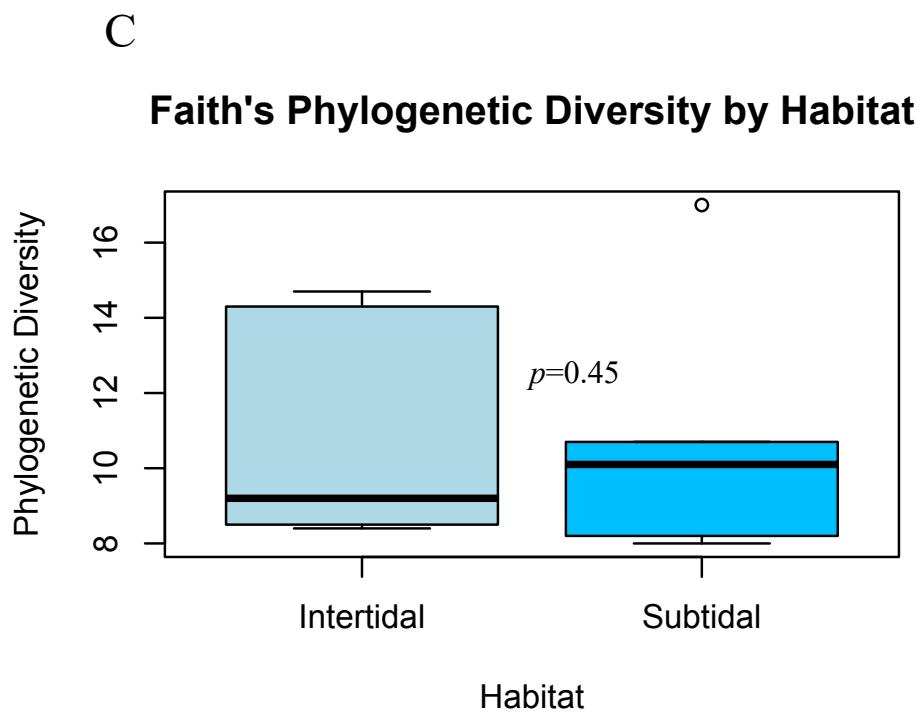 C
Faith's Phylogenetic Diversity by Habitat
Phylogenetic Diversity
16
14
12
10
8
p=0.45
Intertidal Subtidal
Habitat